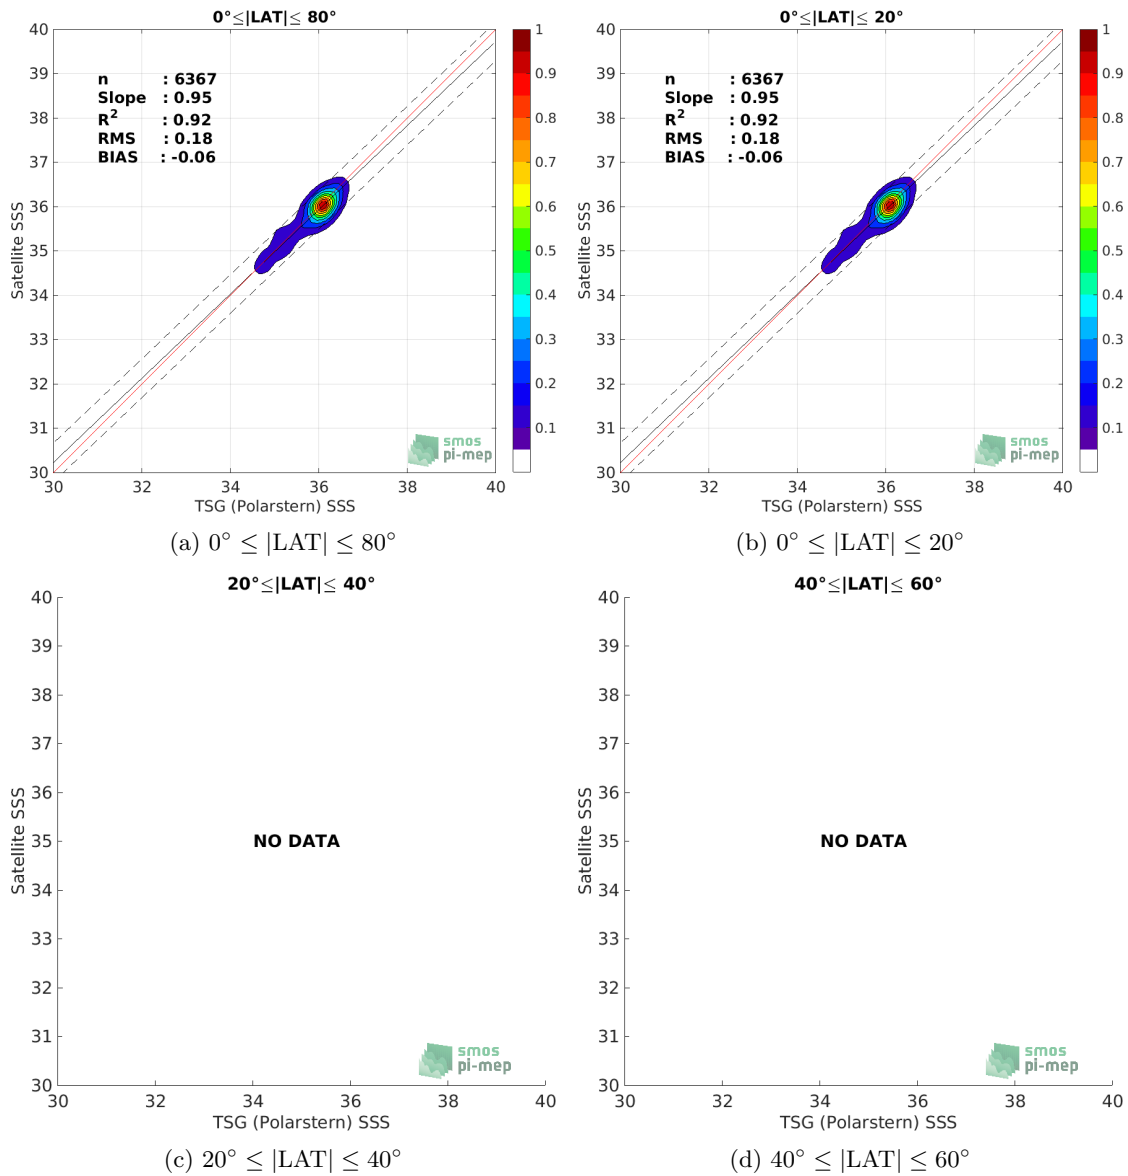 0°≤|LAT|≤ 80°
40
39
38
37
36
35
34
33
32
31
30
Satellite SSS
n : 6367
Slope : 0.95
R² : 0.92
RMS : 0.18
BIAS : -0.06
1
0.9
0.8
0.7
0.6
0.5
0.4
0.3
0.2
0.1
smos
pi-mep
30 32 34 36 38 40
TSG (Polarstern) SSS
(a) 0° ≤ |LAT| ≤ 80°
0°≤|LAT|≤ 20°
40
39
38
37
36
35
34
33
32
31
30
Satellite SSS
n : 6367
Slope : 0.95
R² : 0.92
RMS : 0.18
BIAS : -0.06
1
0.9
0.8
0.7
0.6
0.5
0.4
0.3
0.2
0.1
smos
pi-mep
30 32 34 36 38 40
TSG (Polarstern) SSS
(b) 0° ≤ |LAT| ≤ 20°
20°≤|LAT|≤ 40°
40
39
38
37
36
35
34
33
32
31
30
Satellite SSS
NO DATA
smos
pi-mep
30 32 34 36 38 40
TSG (Polarstern) SSS
(c) 20° ≤ |LAT| ≤ 40°
40°≤|LAT|≤ 60°
40
39
38
37
36
35
34
33
32
31
30
Satellite SSS
NO DATA
smos
pi-mep
30 32 34 36 38 40
TSG (Polarstern) SSS
(d) 40° ≤ |LAT| ≤ 60°